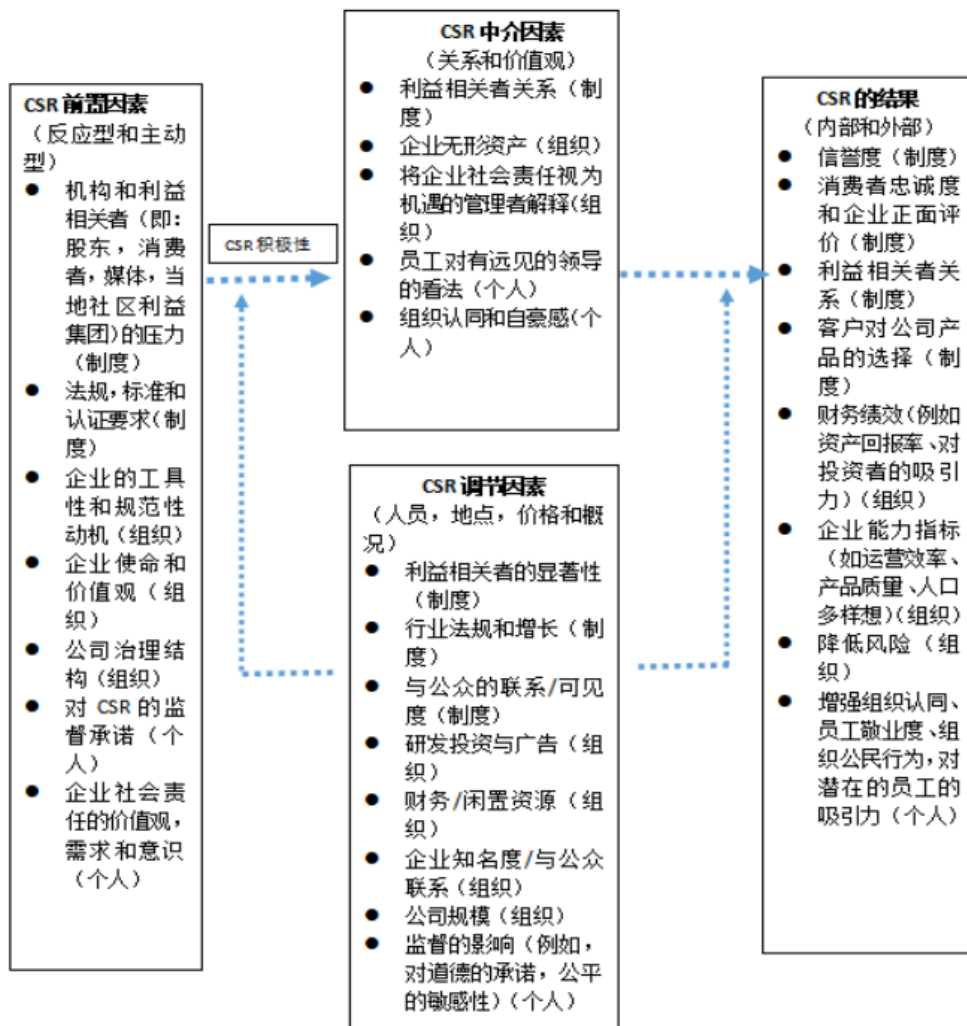 CSR 前置因素
（反应型和主动
型）
● 机构和利益
相关者（即：
股东，消费
者，媒体，当
地社区利益
集团)的压力
（制度）
● 法规，标准和
认证要求(制
度）
● 企业的工具
性和规范性
动机（组织）
● 企业使命和
价值观（组
织）
● 公司治理结
构（组织）
● 对 CSR 的监
督承诺（个
人）
● 企业社会责
任的价值观，
需求和意识
（个人）
CSR 积极性
CSR 中介因素
（关系和价值观）
● 利益相关者关系（制
度）
● 企业无形资产（组织）
● 将企业社会责任视为
机遇的管理者解释(组
织）
● 员工对有远见的领导
的看法（个人）
● 组织认同和自豪感(个
人）
CSR 调节因素
（人员，地点，价格和概
况）
● 利益相关者的显著性
（制度）
● 行业法规和增长（制
度）
● 与公众的联系/可见
度（制度）
● 研发投资与广告（组
织）
● 财务/闲置资源（组
织）
● 企业知名度/与公众
联系（组织）
● 公司规模（组织）
● 监督的影响（例如，
对道德的承诺，公平
的敏感性）（个人）
CSR 的结果
（内部和外部）
● 信誉度（制度）
● 消费者忠诚度
和企业正面评
价（制度）
● 利益相关者关
系（制度）
● 客户对公司产
品的选择（制
度）
● 财务绩效(例如
资产回报率、对
投资者的吸引
力）（组织）
● 企业能力指标
（如运营效率、
产品质量、人口
多样想）（组织）
● 降低风险（组
织）
● 增强组织认同、
员工敬业度、组
织公民行为，对
潜在的员工的
吸引力（个人）